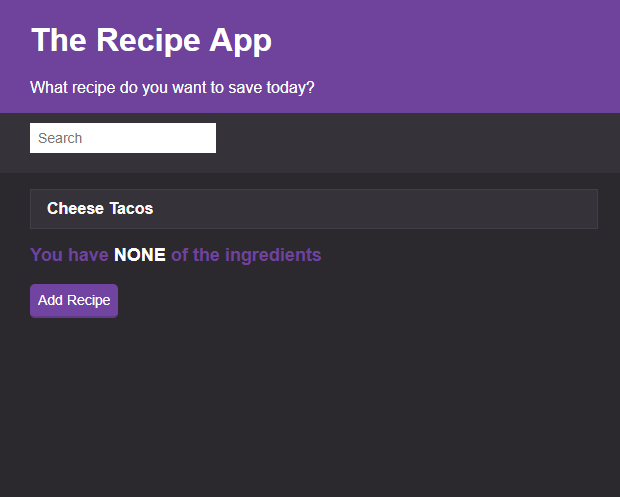 The Recipe App
What recipe do you want to save today?
Search
Cheese Tacos
You have NONE of the ingredients
Add Recipe